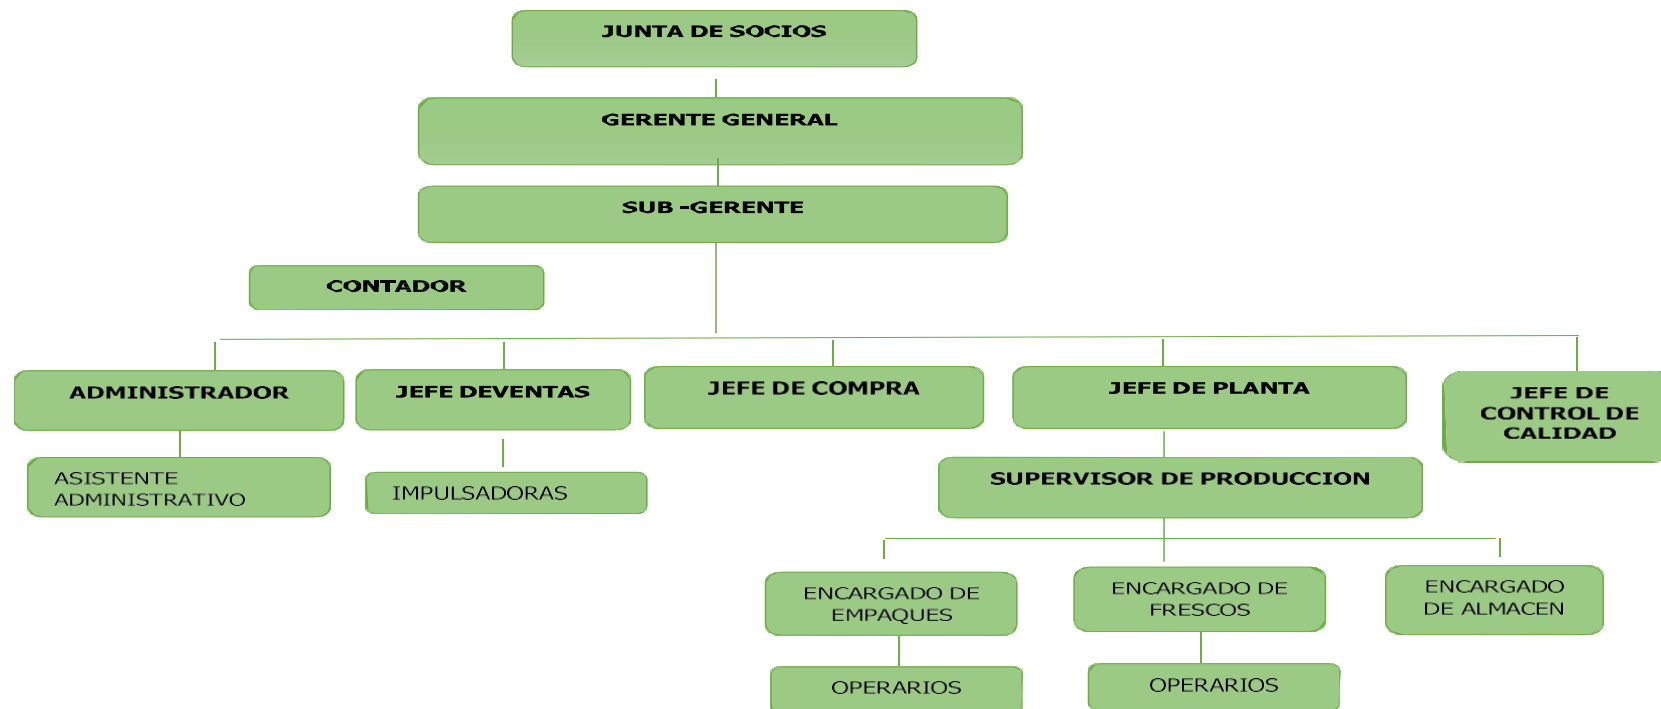 JUNTA DE SOCIOS
GERENTE GENERAL
SUB -GERENTE
CONTADOR
ADMINISTRADOR
JEFE DEVENTAS
JEFE DE COMPRA
JEFE DE PLANTA
JEFE DE
CONTROL DE
CALIDAD
ASISTENTE
ADMINISTRATIVO
IMPULSADORAS
SUPERVISOR DE PRODUCCION
ENCARGADO DE
EMPAQUES
ENCARGADO DE
FRESCOS
ENCARGADO
DE ALMACEN
OPERARIOS
OPERARIOS